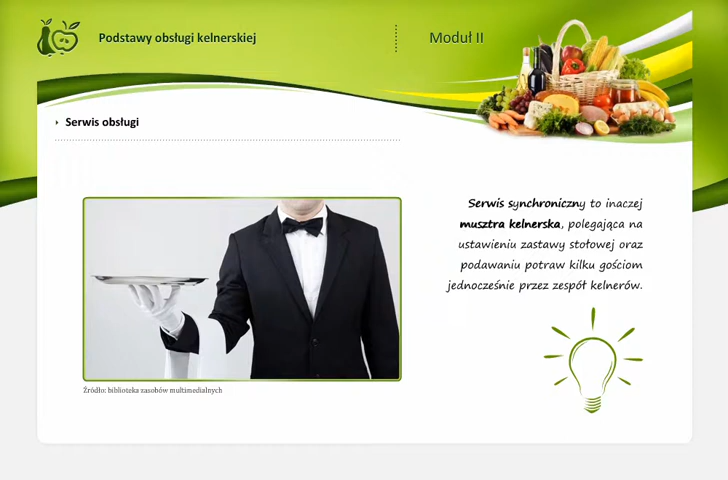 Podstawy obsługi kelnerskiej
Moduł II
Serwis obsługi
Serwis synchroniczny to inaczej
musztra kelnerska, polegająca na
ustawieniu zastawy stołowej oraz
podawaniu potraw kilku gościom
jednocześnie przez zespół kelnerów.
Źródło: biblioteka zasobów multimedialnych